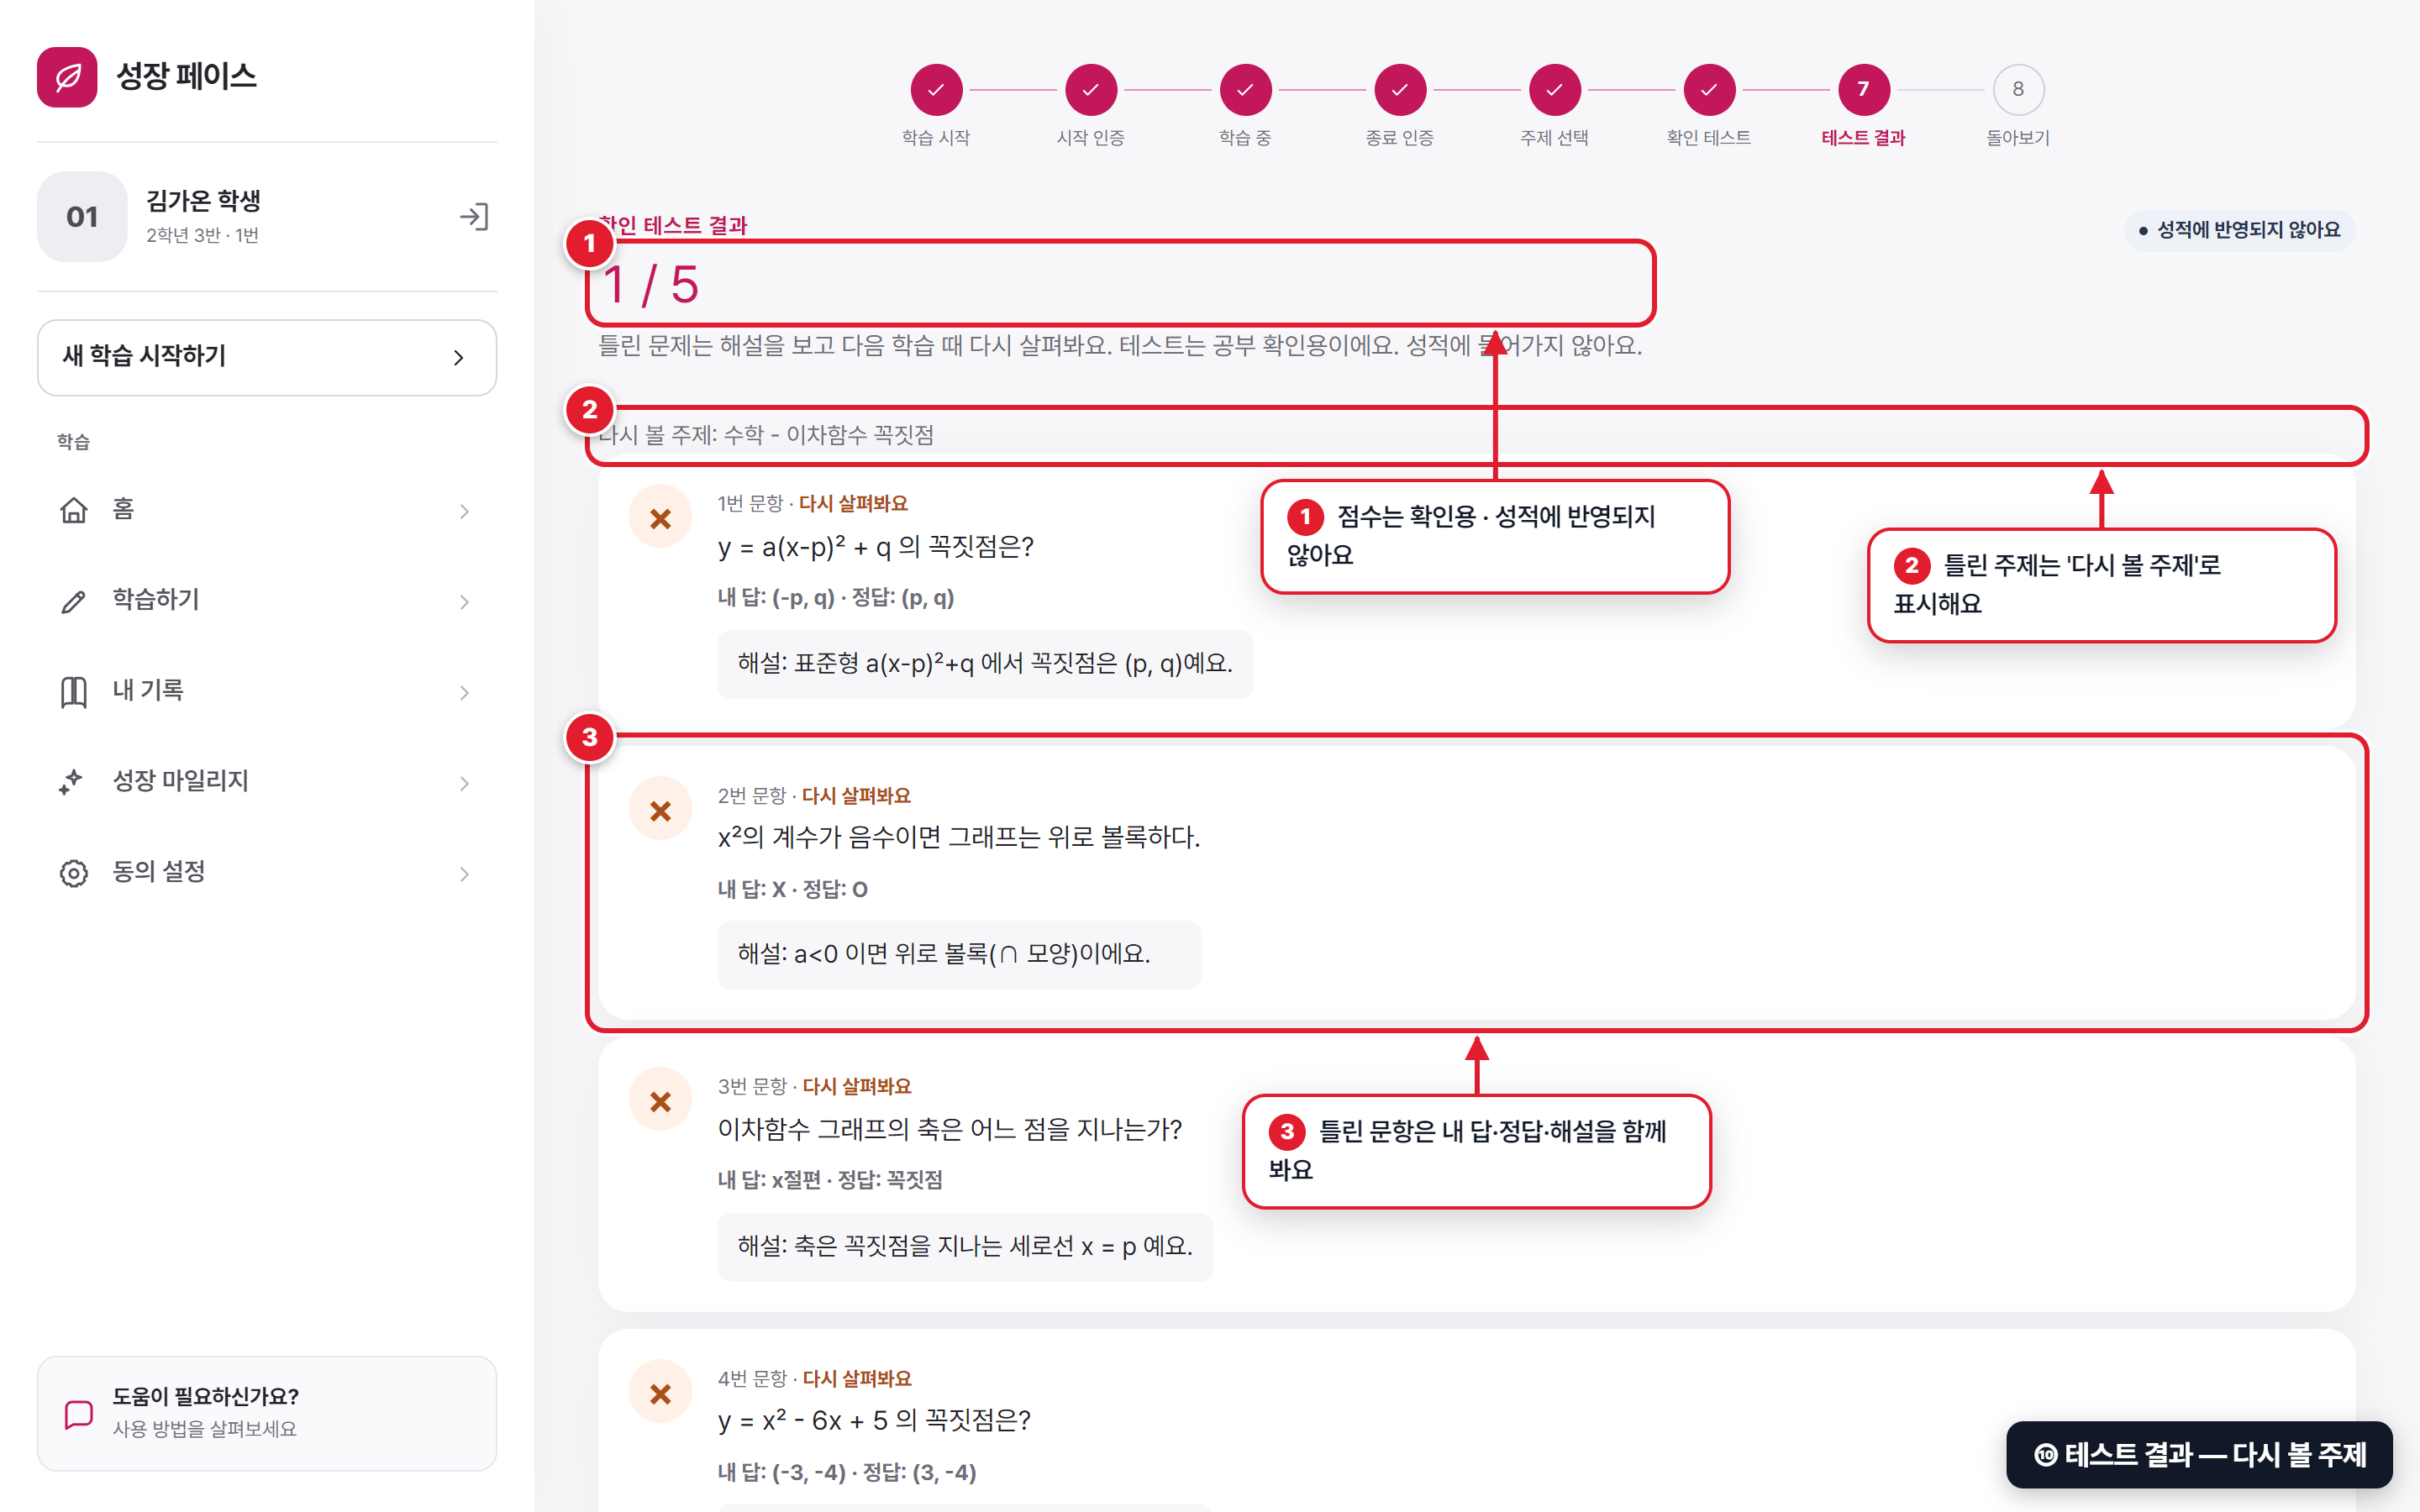 성장 페이스
01
김가온 학생
2학년 3반 · 1번
새 학습 시작하기
학습
홈
학습하기
내 기록
성장 마일리지
동의 설정
도움이 필요하신가요?
사용 방법을 살펴보세요
7
8
학습 시작
시작 인증
학습 중
종료 인증
주제 선택
확인 테스트
테스트 결과
돌아보기
확인 테스트 결과
• 성적에 반영되지 않아요
1
1 / 5
틀린 문제는 해설을 보고 다음 학습 때 다시 살펴봐요. 테스트는 공부 확인용이에요. 성적에 들어가지 않아요.
2
다시 볼 주제: 수학 - 이차함수 꼭짓점
1번 문항 · 다시 살펴봐요
y = a(x-p)² + q 의 꼭짓점은?
내 답: (-p, q) · 정답: (p, q)
해설: 표준형 a(x-p)²+q 에서 꼭짓점은 (p, q)예요.
1 점수는 확인용 · 성적에 반영되지
않아요
2 틀린 주제는 '다시 볼 주제'로
표시해요
3
2번 문항 · 다시 살펴봐요
x²의 계수가 음수이면 그래프는 위로 볼록하다.
내 답: X · 정답: O
해설: a<0 이면 위로 볼록(∩ 모양)이에요.
3번 문항 · 다시 살펴봐요
이차함수 그래프의 축은 어느 점을 지나는가?
내 답: x절편 · 정답: 꼭짓점
해설: 축은 꼭짓점을 지나는 세로선 x = p 예요.
3 틀린 문항은 내 답·정답·해설을 함께
봐요
4번 문항 · 다시 살펴봐요
y = x² - 6x + 5 의 꼭짓점은?
내 답: (-3, -4) · 정답: (3, -4)
⑩ 테스트 결과 — 다시 볼 주제